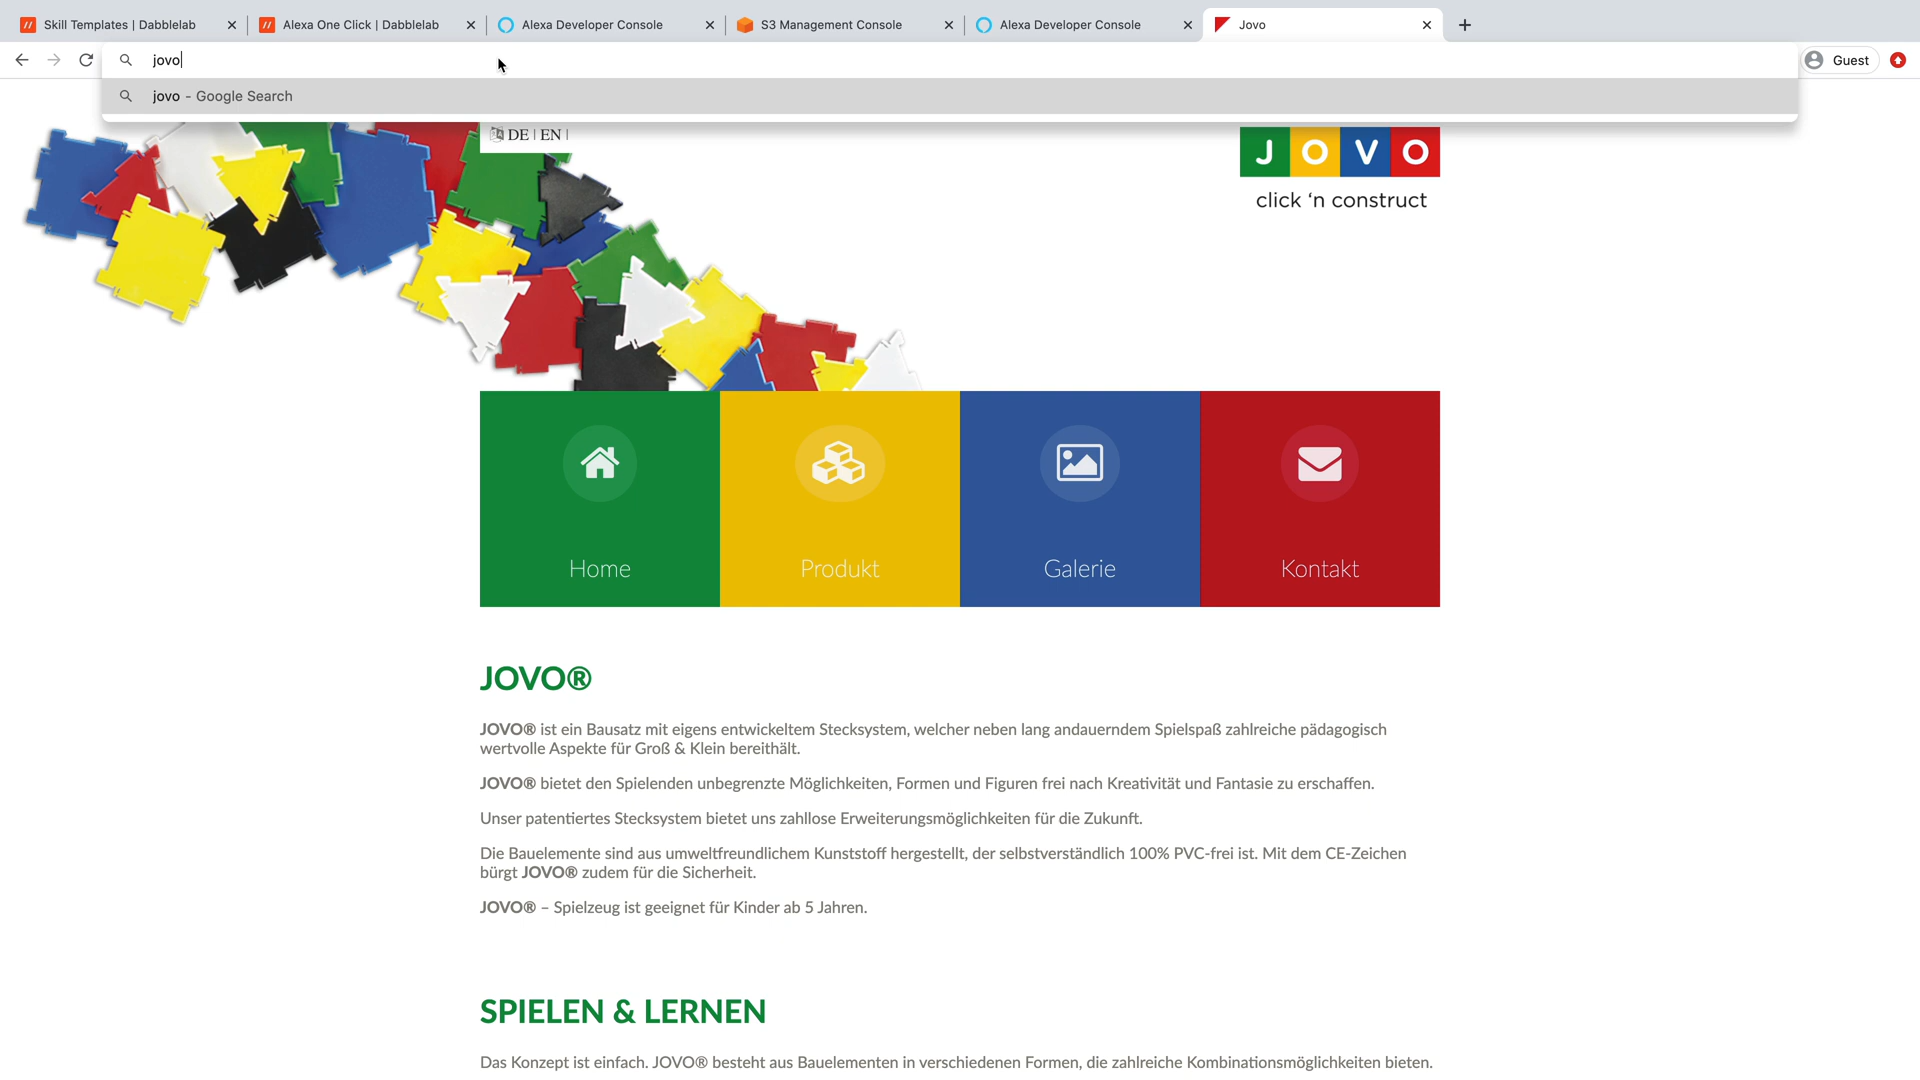 Skill Templates | Dabblelab
Alexa One Click | Dabblelab
Alexa Developer Console
S3 Management Console
Alexa Developer Console
Jovo
jovo
Guest
jovo - Google Search
DE | EN |
JOVO
click ‘n construct
Home
Produkt
Galerie
Kontakt
JOVO®
JOVO® ist ein Bausatz mit eigens entwickeltem Stecksystem, welcher neben lang andauerndem Spielspaß zahlreiche pädagogisch
wertvolle Aspekte für Groß & Klein bereithält.
JOVO® bietet den Spielenden unbegrenzte Möglichkeiten, Formen und Figuren frei nach Kreativität und Fantasie zu erschaffen.
Unser patentiertes Stecksystem bietet uns zahllose Erweiterungsmöglichkeiten für die Zukunft.
Die Bauelemente sind aus umweltfreundlichem Kunststoff hergestellt, der selbstverständlich 100% PVC-frei ist. Mit dem CE-Zeichen
bürgt JOVO® zudem für die Sicherheit.
JOVO® – Spielzeug ist geeignet für Kinder ab 5 Jahren.
SPIELEN & LERNEN
Das Konzept ist einfach. JOVO® besteht aus Bauelementen in verschiedenen Formen, die zahlreiche Kombinationsmöglichkeiten bieten.